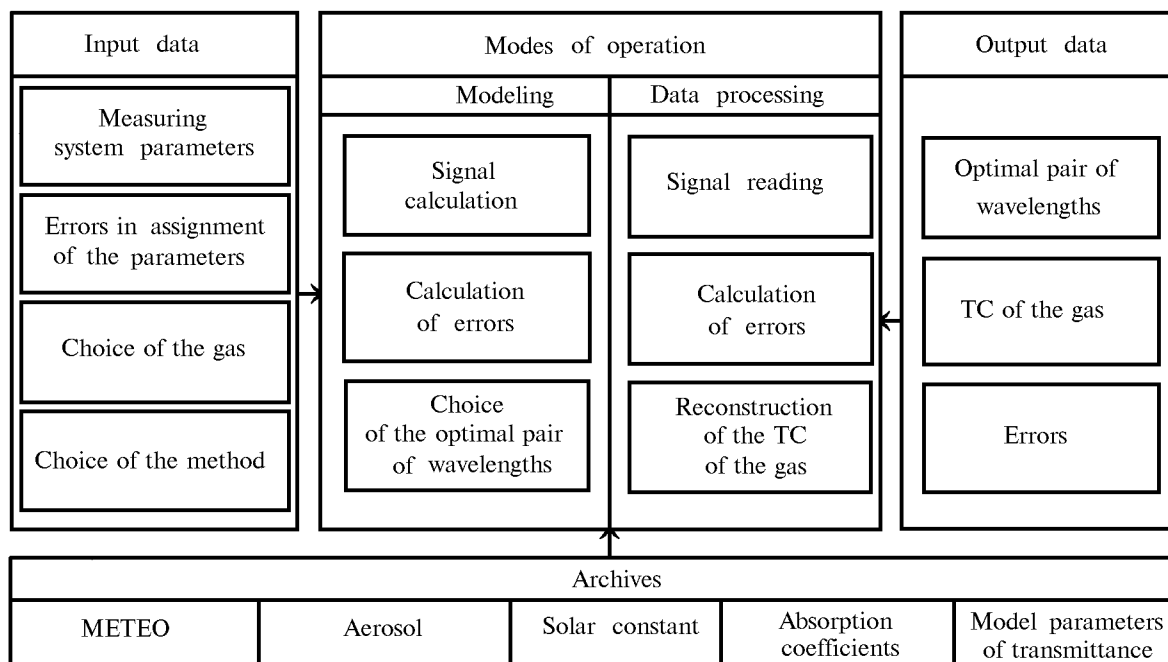 Input data
Measuring
system parameters
Errors in assignment
of the parameters
Choice of the gas
Choice of the method
Modes of operation
Modeling
Signal
calculation
Calculation
of errors
Choice
of the optimal pair
of wavelengths
Data processing
Signal reading
Calculation
of errors
Reconstruction
of the TC
of the gas
Output data
Optimal pair of
wavelengths
TC of the gas
Errors
Archives
METEO
Aerosol
Solar constant
Absorption
coefficients
Model parameters
of transmittance